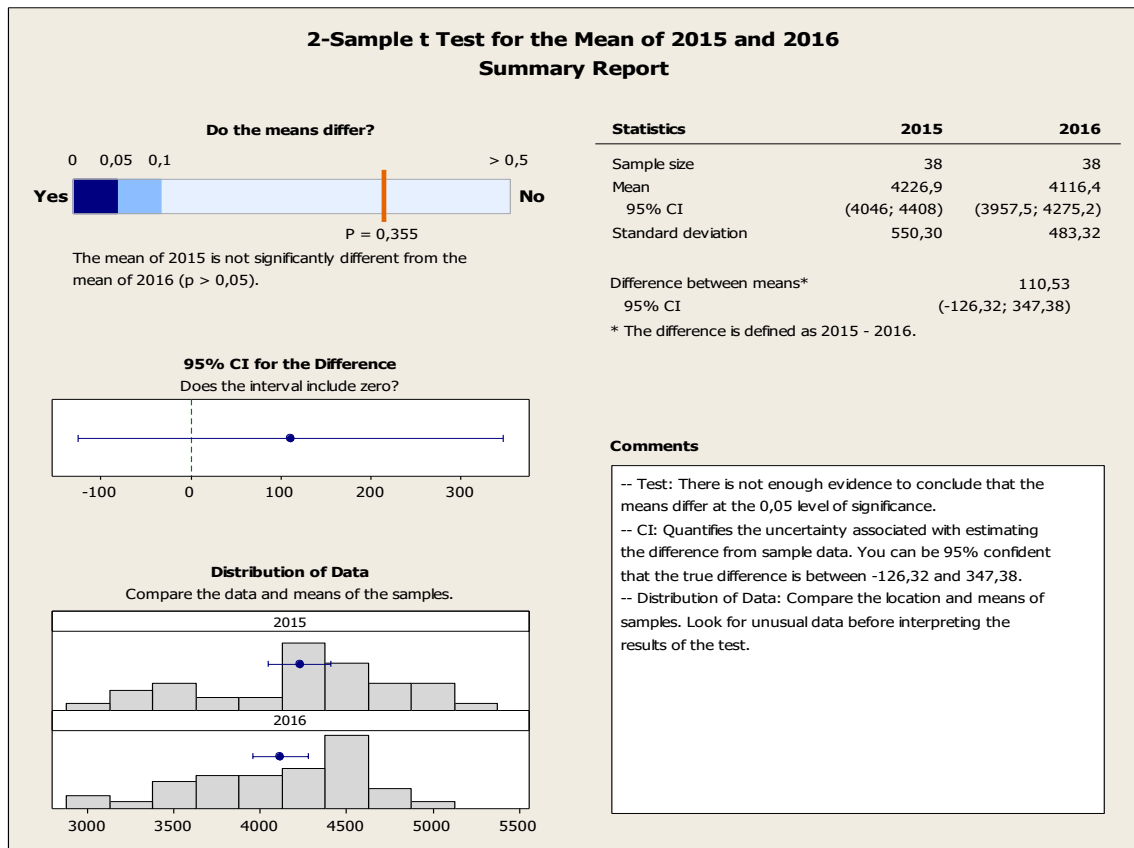 2-Sample t Test for the Mean of 2015 and 2016
Summary Report
Do the means differ?
0 0,05 0,1 > 0,5
Yes No
P = 0,355
The mean of 2015 is not significantly different from the
mean of 2016 (p > 0,05).
Statistics 2015 2016
Sample size 38 38
Mean 4226,9 4116,4
95% CI (4046; 4408) (3957,5; 4275,2)
Standard deviation 550,30 483,32
Difference between means* 110,53
95% CI (-126,32; 347,38)
* The difference is defined as 2015 - 2016.
95% CI for the Difference
Does the interval include zero?
-100 0 100 200 300
Distribution of Data
Compare the data and means of the samples.
2015
2016
3000 3500 4000 4500 5000 5500
Comments
-- Test: There is not enough evidence to conclude that the
means differ at the 0,05 level of significance.
-- CI: Quantifies the uncertainty associated with estimating
the difference from sample data. You can be 95% confident
that the true difference is between -126,32 and 347,38.
-- Distribution of Data: Compare the location and means of
samples. Look for unusual data before interpreting the
results of the test.